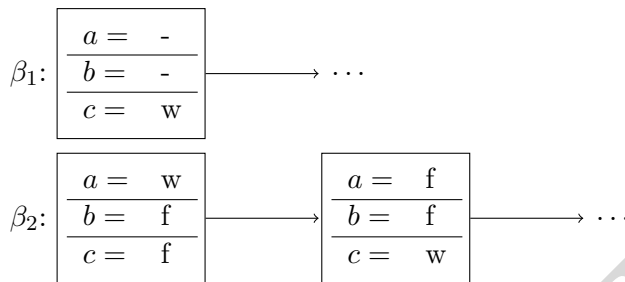 a = -
β₁: b = - ⋯
c = w
a = w a = f
β₂: b = f b = f ⋯
c = f c = w